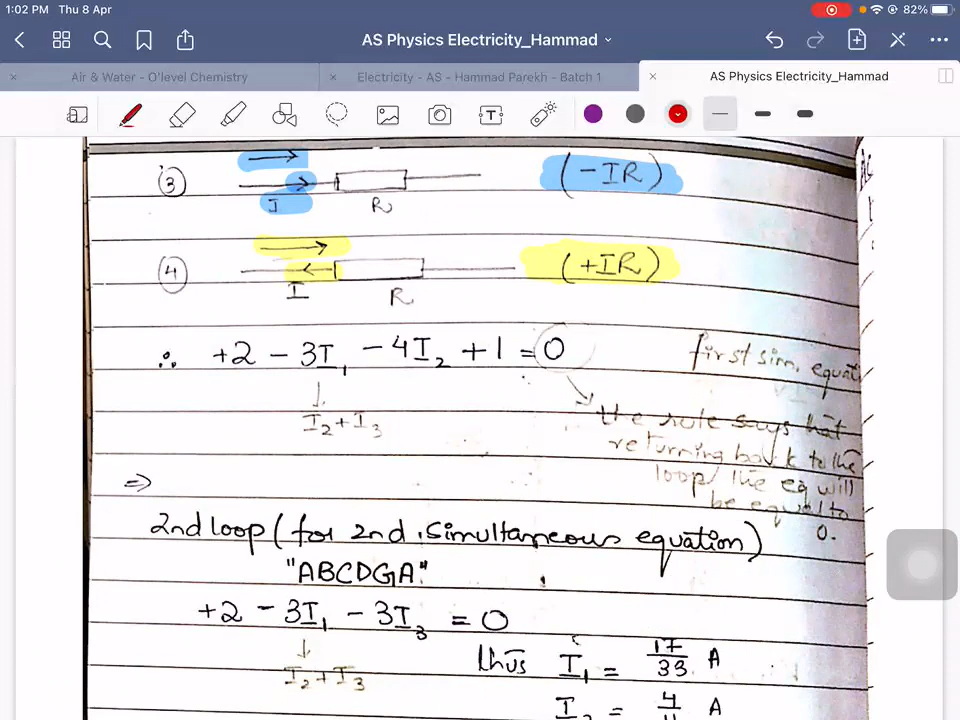 1:02 PM Thu 8 Apr
82%
AS Physics Electricity_Hammad
Air & Water - O'level Chemistry
Electricity - AS - Hammad Parekh - Batch 1
AS Physics Electricity_Hammad
③ I R (-IR)
④ I R (+IR)
∴ +2 - 3I₁ - 4I₂ + 1 = 0
first sim. equat
I₂ + I₃
the rule says that
returning back to the
loop the eq will
be equal to
0.
⇒
2nd loop (for 2nd simultaneous equation)
"ABCDGA"
+2 - 3I₁ - 3I₃ = 0
I₂ + I₃
thus I₁ = 17/33 A